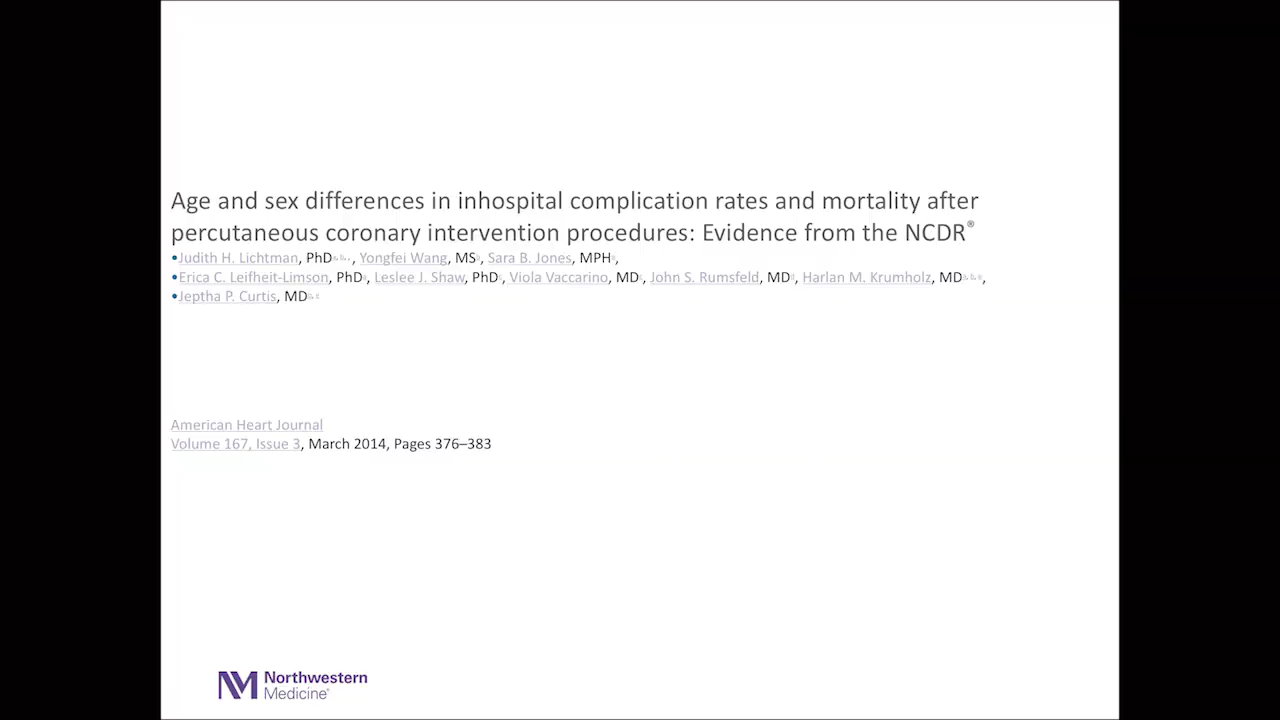 Age and sex differences in inhospital complication rates and mortality after
percutaneous coronary intervention procedures: Evidence from the NCDR®
•Judith H. Lichtman, PhD, Yongfei Wang, MS, Sara B. Jones, MPH,
•Erica C. Leifheit-Limson, PhD, Leslee J. Shaw, PhD, Viola Vaccarino, MD, John S. Rumsfeld, MD, Harlan M. Krumholz, MD,
•Jeptha P. Curtis, MD
American Heart Journal
Volume 167, Issue 3, March 2014, Pages 376–383
Northwestern
Medicine®